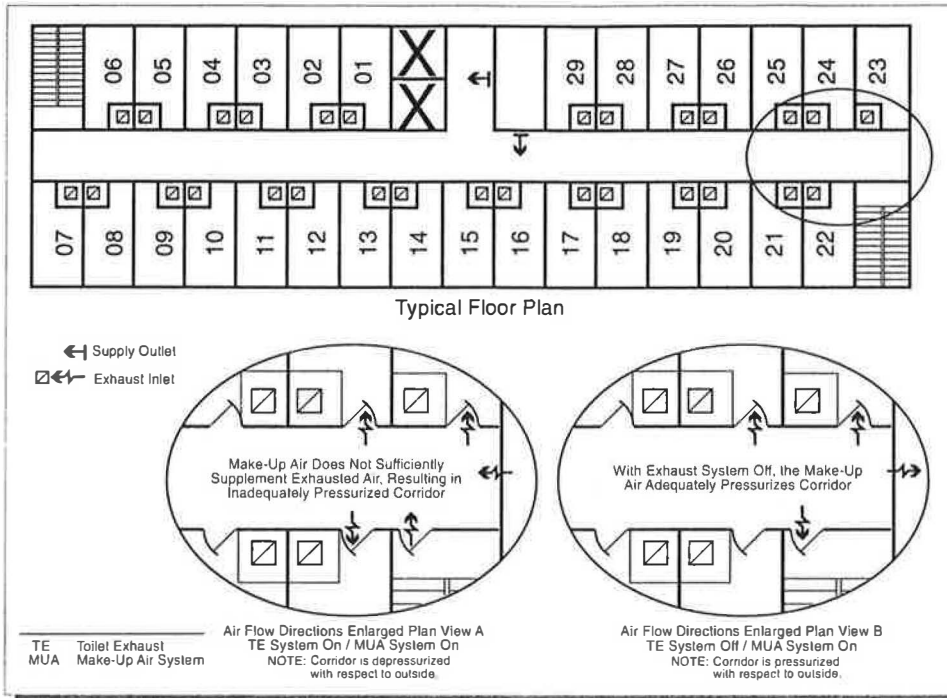 06 05 04 03 02 01 29 28 27 26 25 24 23
07 08 09 10 11 12 13 14 15 16 17 18 19 20 21 22
Typical Floor Plan
Supply Outlet
Exhaust Inlet
Make-Up Air Does Not Sufficiently
Supplement Exhausted Air, Resulting in
Inadequately Pressurized Corridor
With Exhaust System Off, the Make-Up
Air Adequately Pressurizes Corridor
TE Toilet Exhaust
MUA Make-Up Air System
Air Flow Directions Enlarged Plan View A
TE System On / MUA System On
NOTE: Corridor is depressurized
with respect to outside.
Air Flow Directions Enlarged Plan View B
TE System Off / MUA System On
NOTE: Corridor is pressurized
with respect to outside.